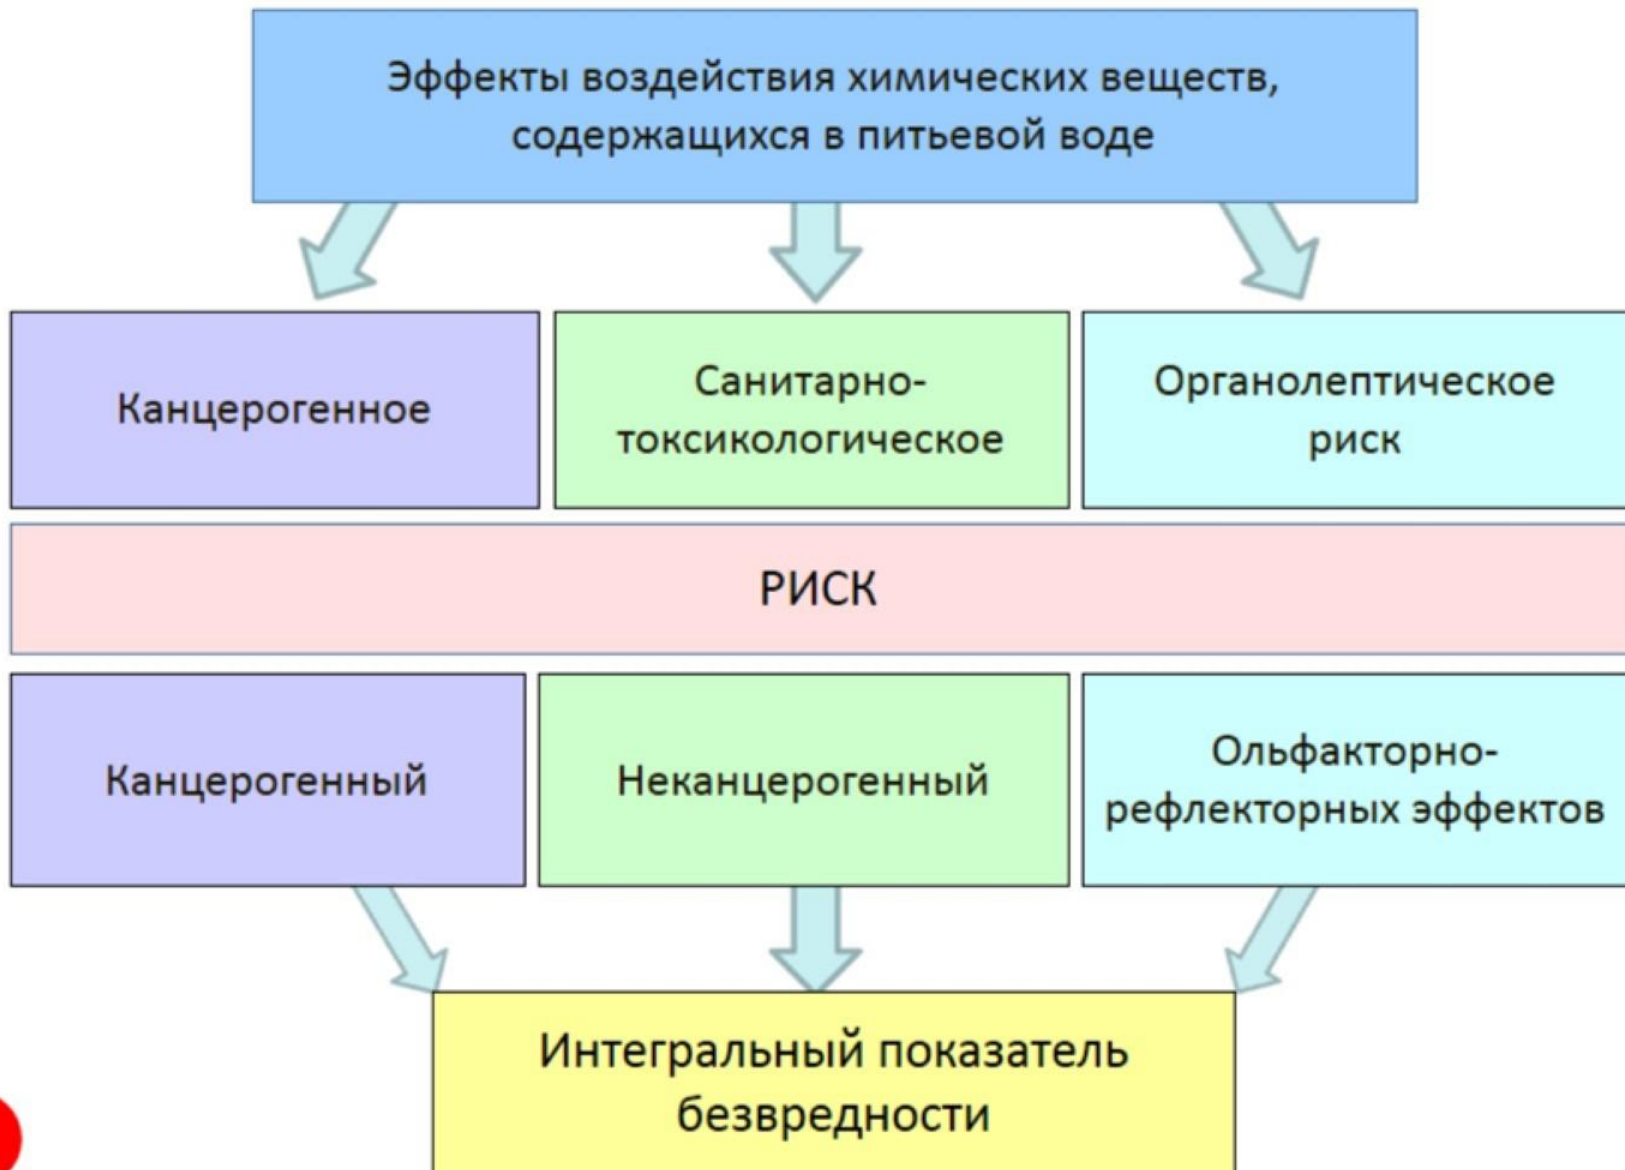 Эффекты воздействия химических веществ,
содержащихся в питьевой воде
Канцерогенное
Санитарно-
токсикологическое
Органолептическое
риск
РИСК
Канцерогенный
Неканцерогенный
Ольфакторно-
рефлекторных эффектов
Интегральный показатель
безвредности